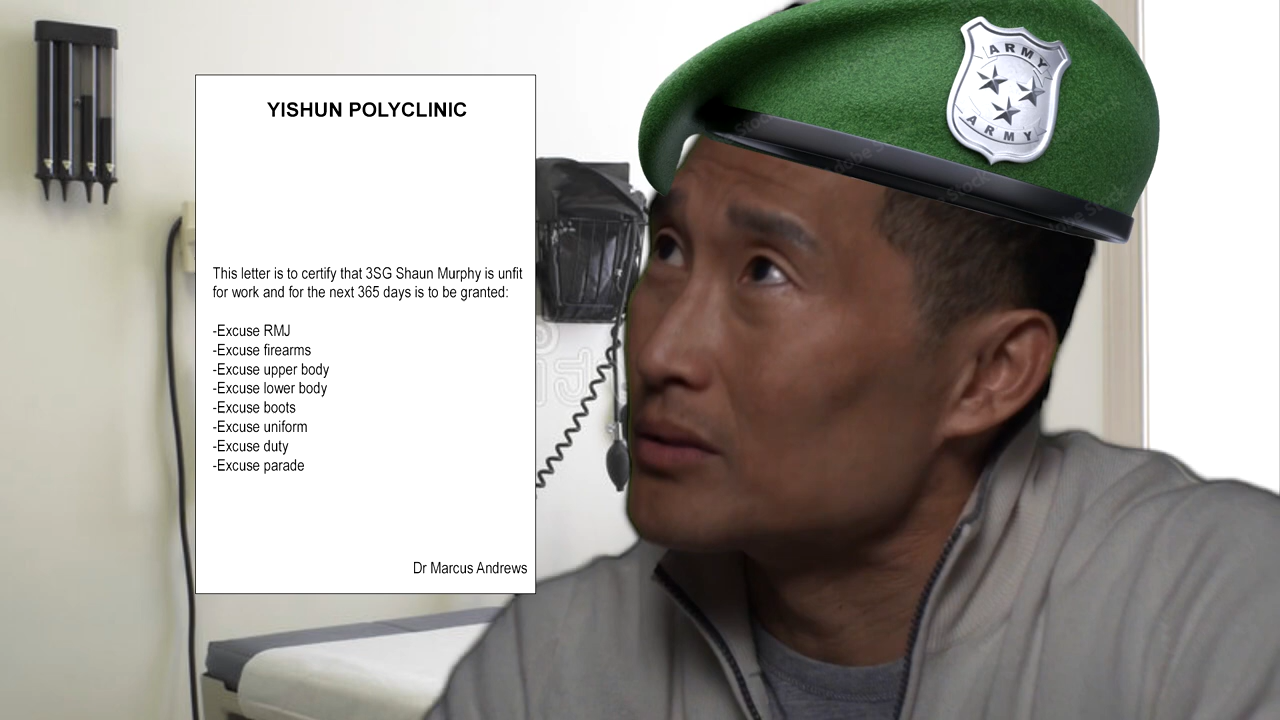 YISHUN POLYCLINIC
This letter is to certify that 3SG Shaun Murphy is unfit
for work and for the next 365 days is to be granted:
-Excuse RMJ
-Excuse firearms
-Excuse upper body
-Excuse lower body
-Excuse boots
-Excuse uniform
-Excuse duty
-Excuse parade
Dr Marcus Andrews
ARMY
ARMY